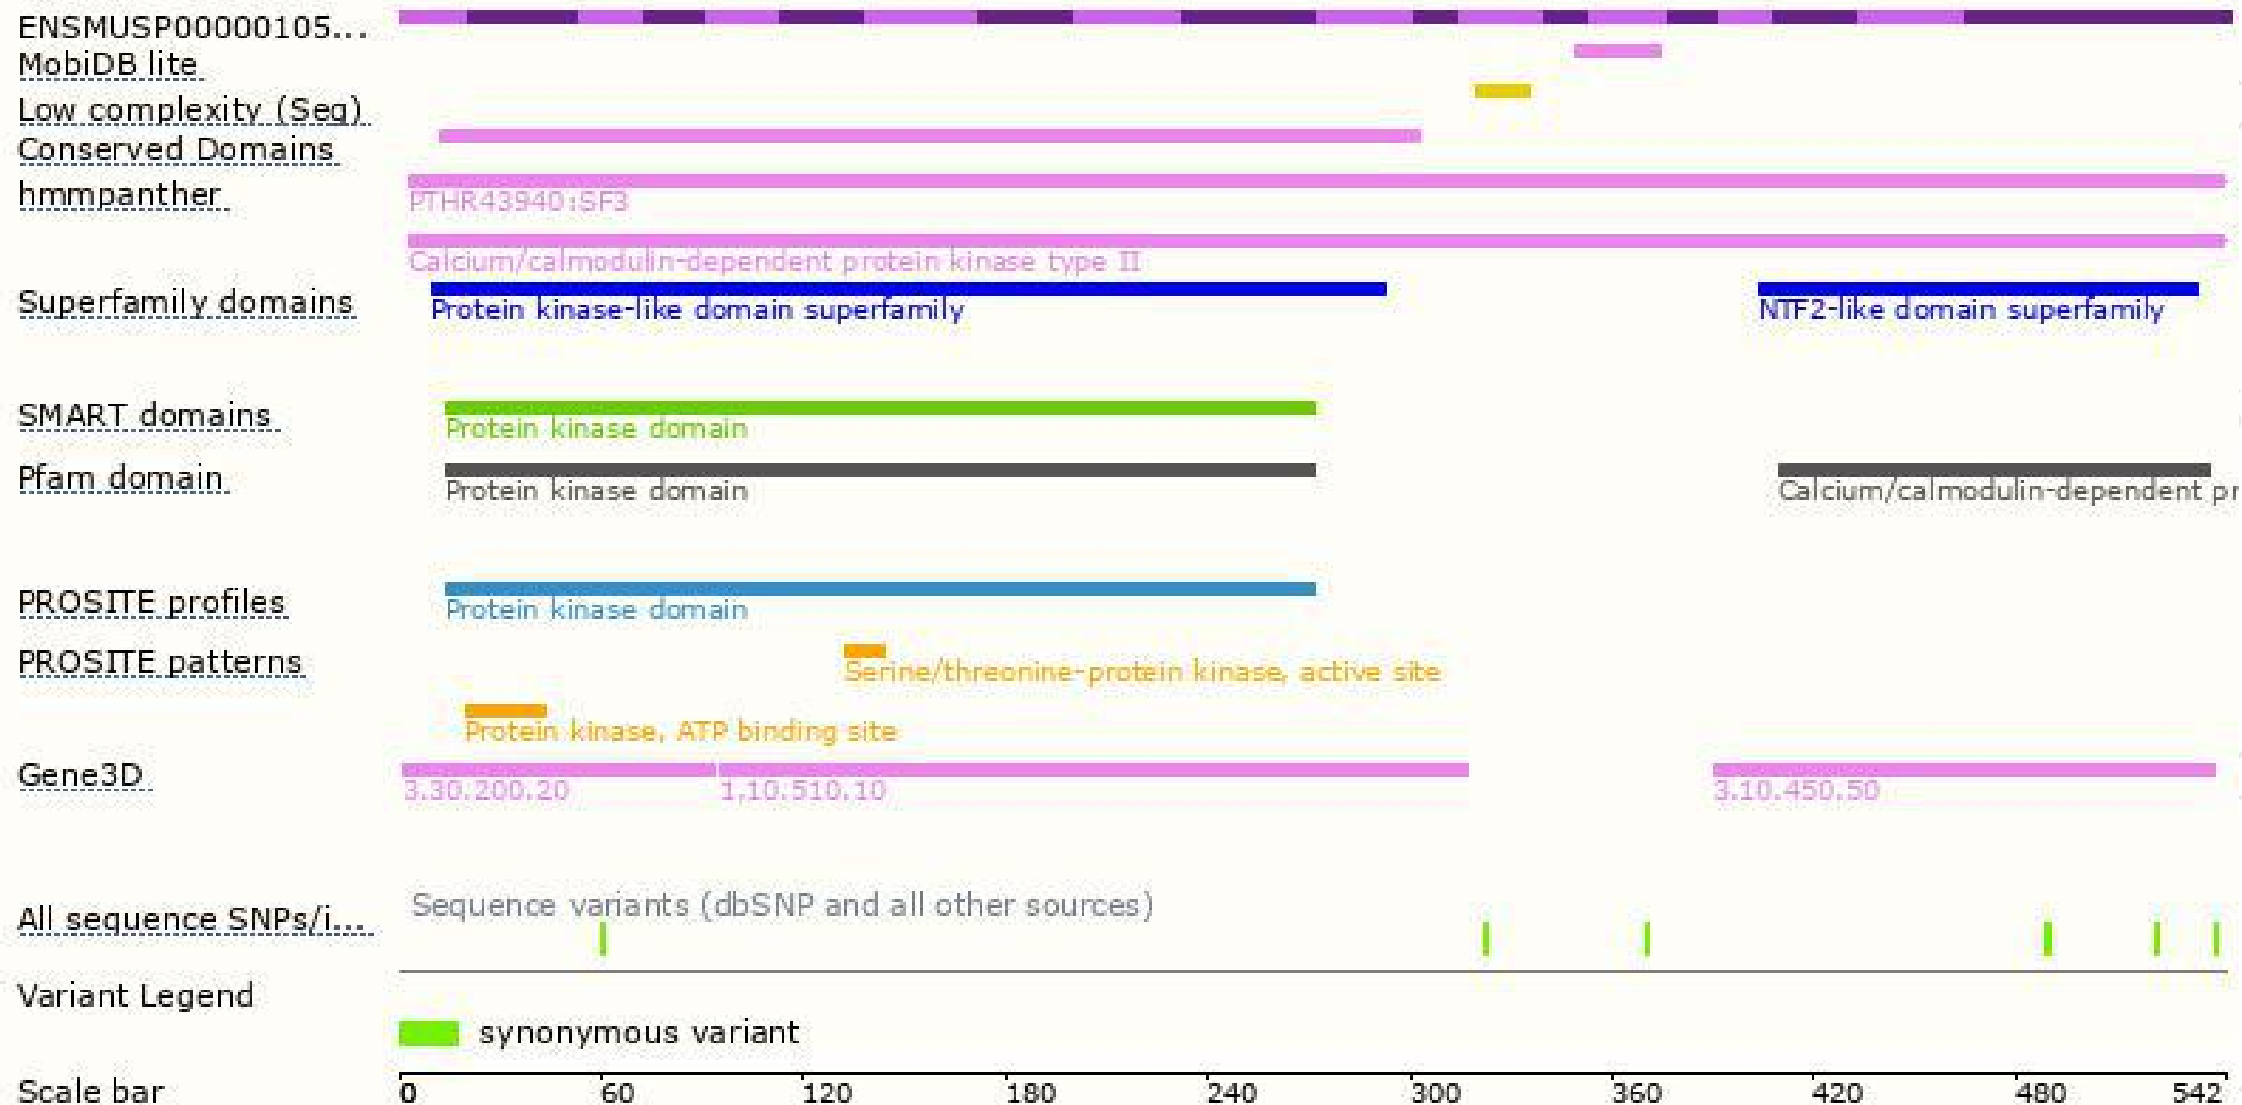 ENSMUSP00000105...
MobiDB lite
Low complexity (Seg)
Conserved Domains
hmmpanther
PTHR43940:SF3
Calcium/calmodulin-dependent protein kinase type II
Superfamily domains
Protein kinase-like domain superfamily
NTF2-like domain superfamily
SMART domains
Protein kinase domain
Pfam domain
Protein kinase domain
Calcium/calmodulin-dependent pr
PROSITE profiles
Protein kinase domain
PROSITE patterns
Serine/threonine-protein kinase, active site
Protein kinase, ATP binding site
Gene3D
3.30.200.20 1.10.510.10 3.10.450.50
Sequence variants (dbSNP and all other sources)
All sequence SNPs/i...
Variant Legend
synonymous variant
Scale bar
0 60 120 180 240 300 360 420 480 542